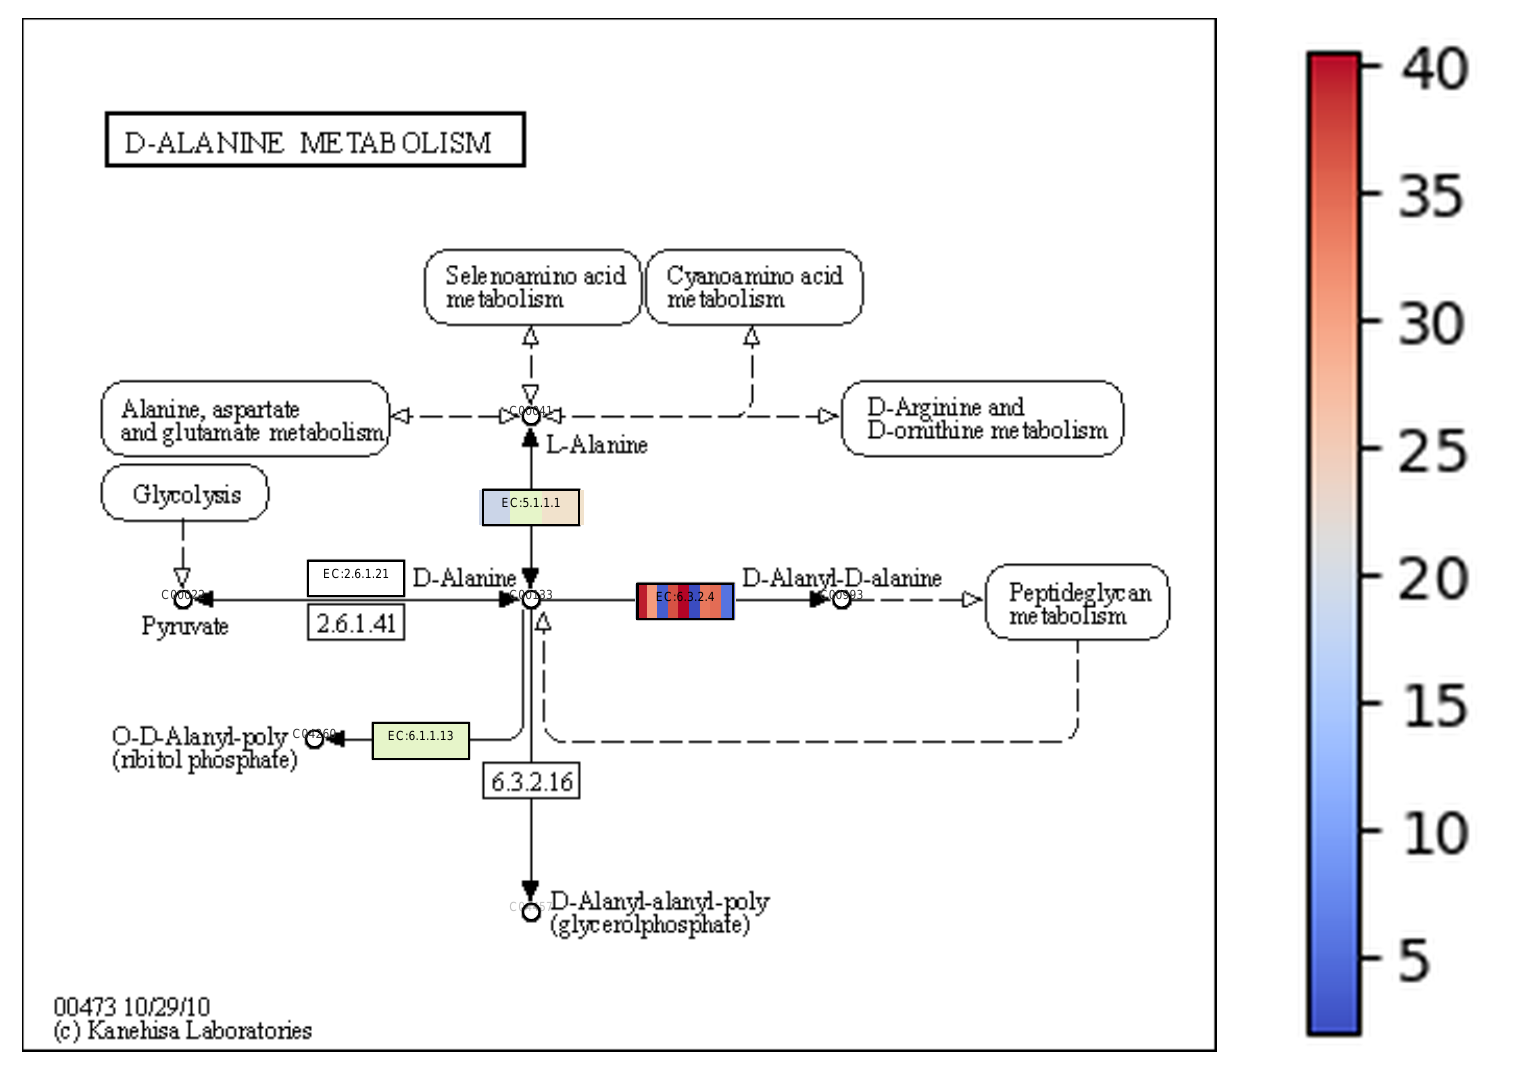 D-ALANINE METABOLISM
Selenoamino acid
metabolism
Cyanoamino acid
metabolism
Alanine, aspartate
and glutamate metabolism
C00041
L-Alanine
D-Arginine and
D-ornithine metabolism
Glycolysis
EC:5.1.1.1
EC:2.6.1.21
D-Alanine
D-Alanyl-D-alanine
EC:6.3.2.4
C00022
C00133
C00993
Pyruvate
2.6.1.41
Peptideglycan
metabolism
O-D-Alanyl-poly
(ribitol phosphate)
C04260
EC:6.1.1.13
6.3.2.16
D-Alanyl-alanyl-poly
(glycerolphosphate)
00473 10/29/10
(c) Kanehisa Laboratories
40
35
30
25
20
15
10
5